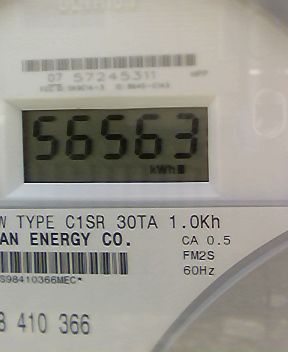 07 57245311
56563
kWh
TYPE C1SR 30TA 1.0Kh
AN ENERGY CO.
CA 0.5
FM2S
60Hz
S98410366MEC*
8 410 366